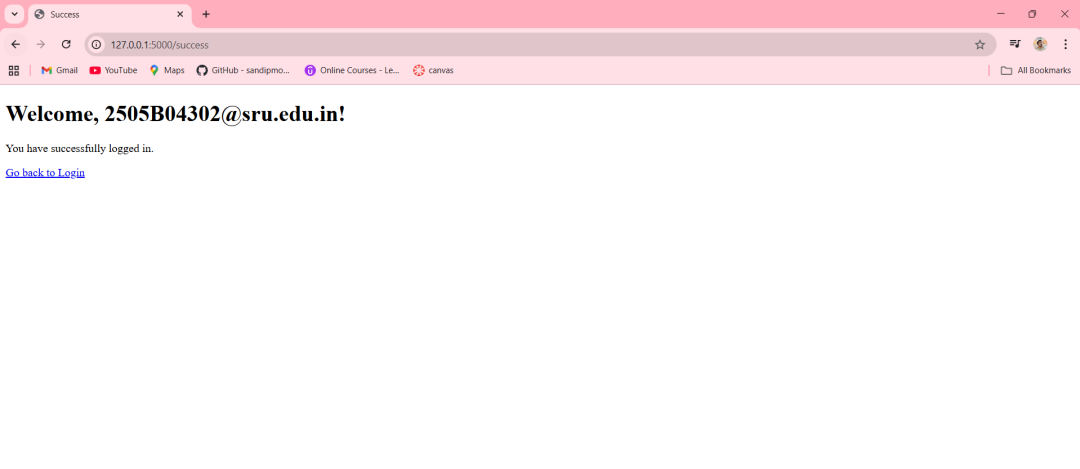 Success
127.0.0.1:5000/success
Gmail YouTube Maps GitHub - sandipmo... Online Courses - Le... canvas All Bookmarks
Welcome, 2505B04302@sru.edu.in!
You have successfully logged in.
Go back to Login